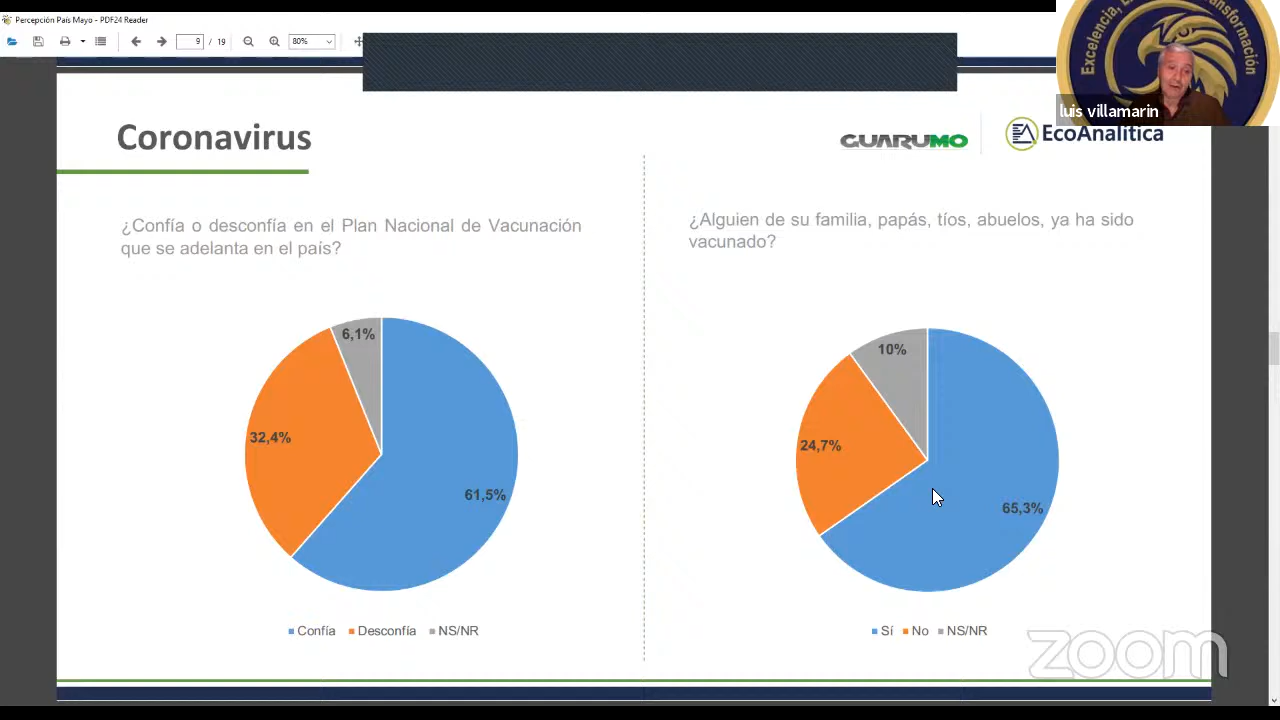 Percepción País Mayo - PDF24 Reader
9 / 19
80%
Excelencia,
Transformación
luis villamarin
Coronavirus
GUARUMO
EcoAnalítica
¿Confía o desconfía en el Plan Nacional de Vacunación
que se adelanta en el país?
¿Alguien de su familia, papás, tíos, abuelos, ya ha sido
vacunado?
6,1%
32,4%
61,5%
10%
24,7%
65,3%
Confía Desconfía NS/NR
Sí No NS/NR
zoom